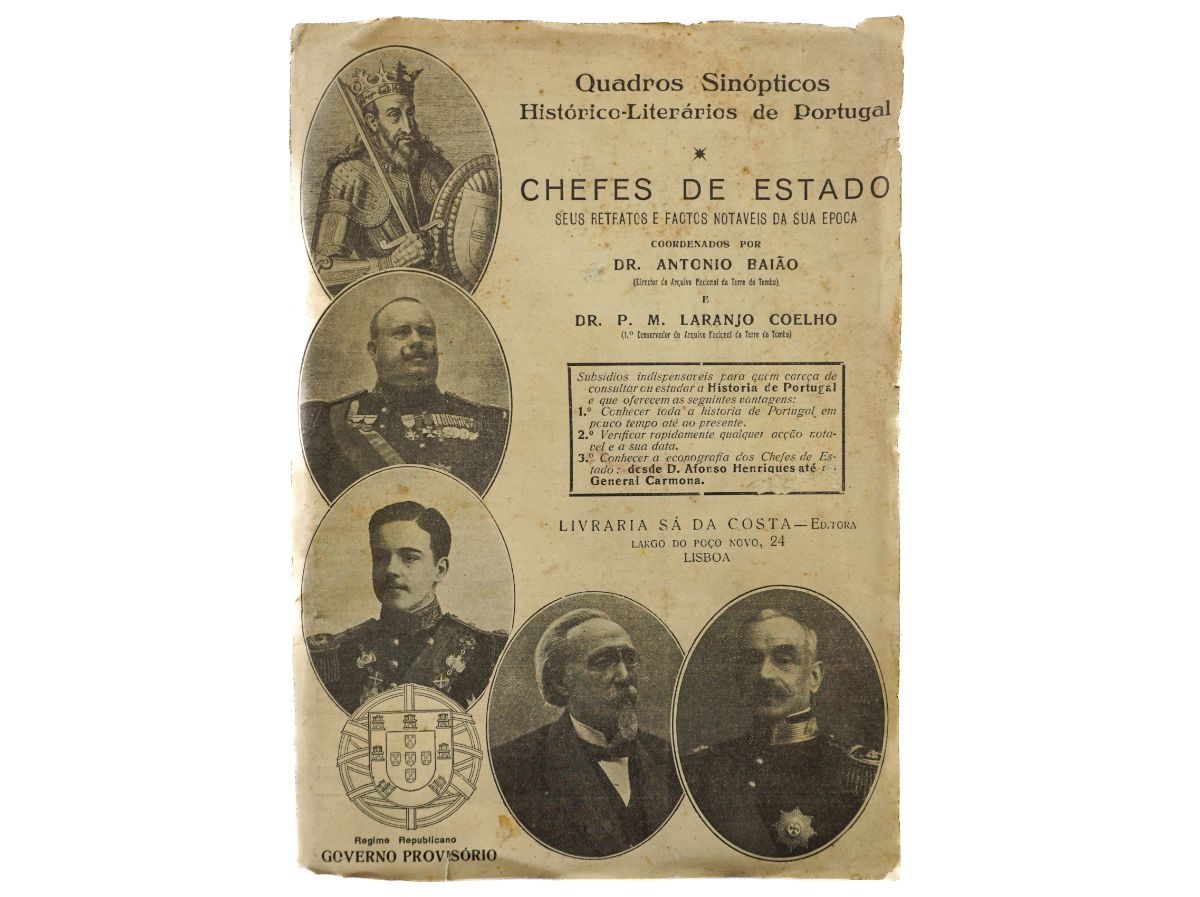 Quadros Sinópticos
Histórico-Literários de Portugal
CHEFES DE ESTADO
SEUS RETRATOS E FACTOS NOTAVEIS DA SUA EPOCA
COORDENADOS POR
DR. ANTONIO BAIÃO
(Director do Arquivo Nacional da Torre do Tombo)
E
DR. P. M. LARANJO COELHO
(1.º Conservador do Arquivo Nacional da Torre do Tombo)
Subsidios indispensaveis para quem careça de
consultar ou estudar a Historia de Portugal
e que oferecem as seguintes vantagens:
1.º Conhecer toda a historia de Portugal em
pouco tempo até ao presente.
2.º Verificar rapidamente qualquer acção nota-
vel e a sua data.
3.º Conhecer a econografia dos Chefes de Es-
tado: desde D. Afonso Henriques até
General Carmona.
LIVRARIA SÁ DA COSTA—EDITORA
LARGO DO POÇO NOVO, 24
LISBOA
Regime Republicano
GOVERNO PROVISÓRIO